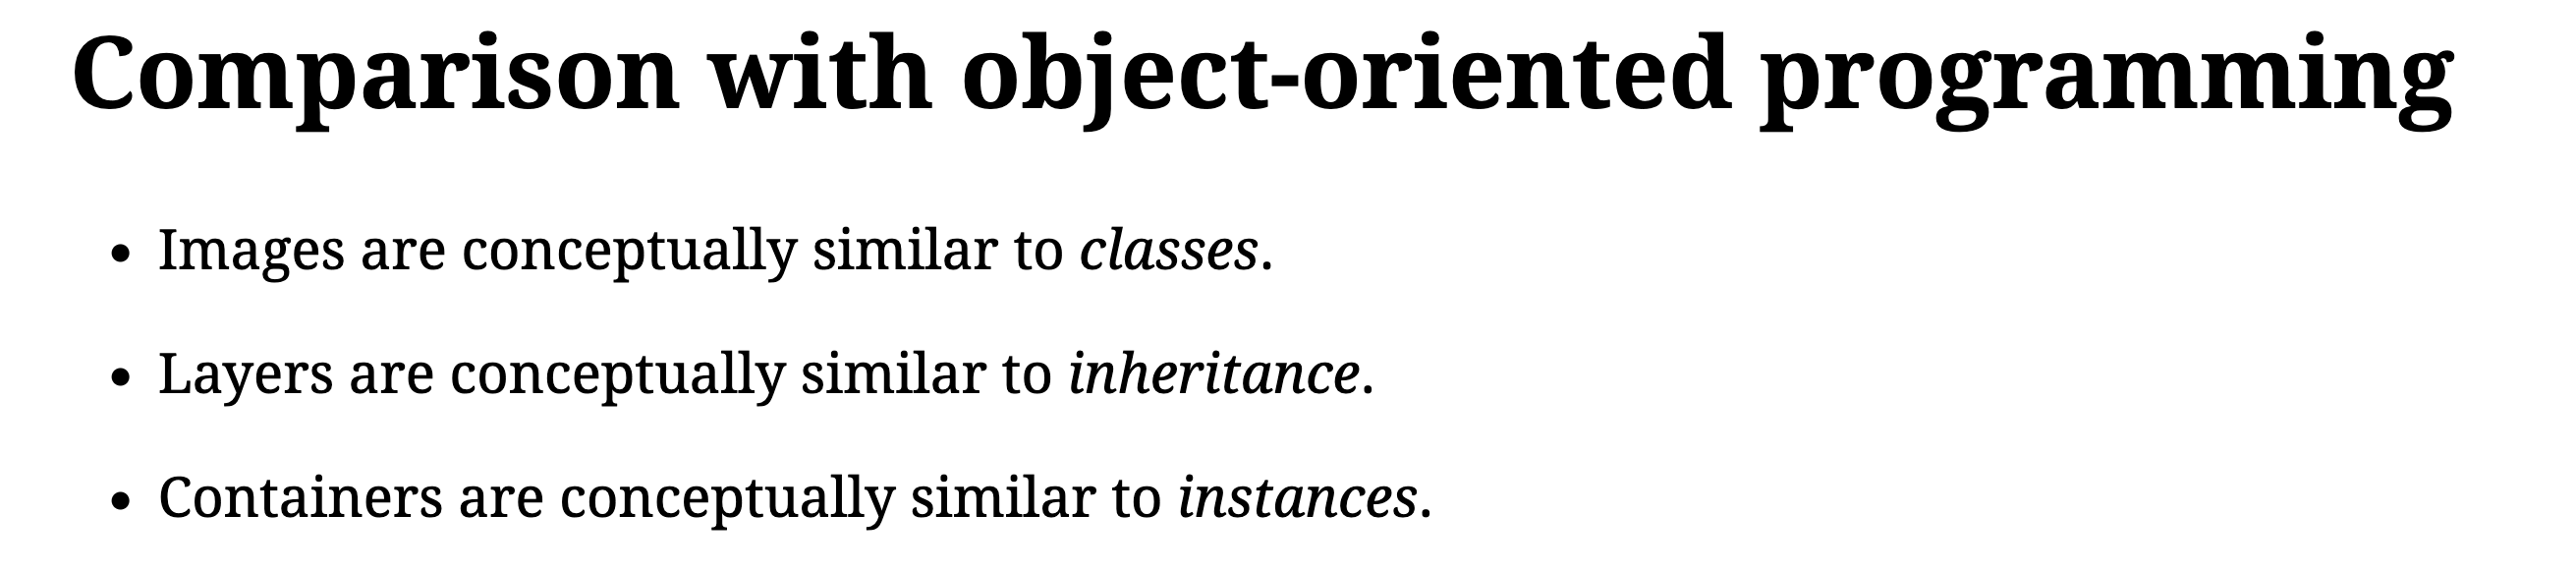 Comparison with object-oriented programming
• Images are conceptually similar to classes.
• Layers are conceptually similar to inheritance.
• Containers are conceptually similar to instances.